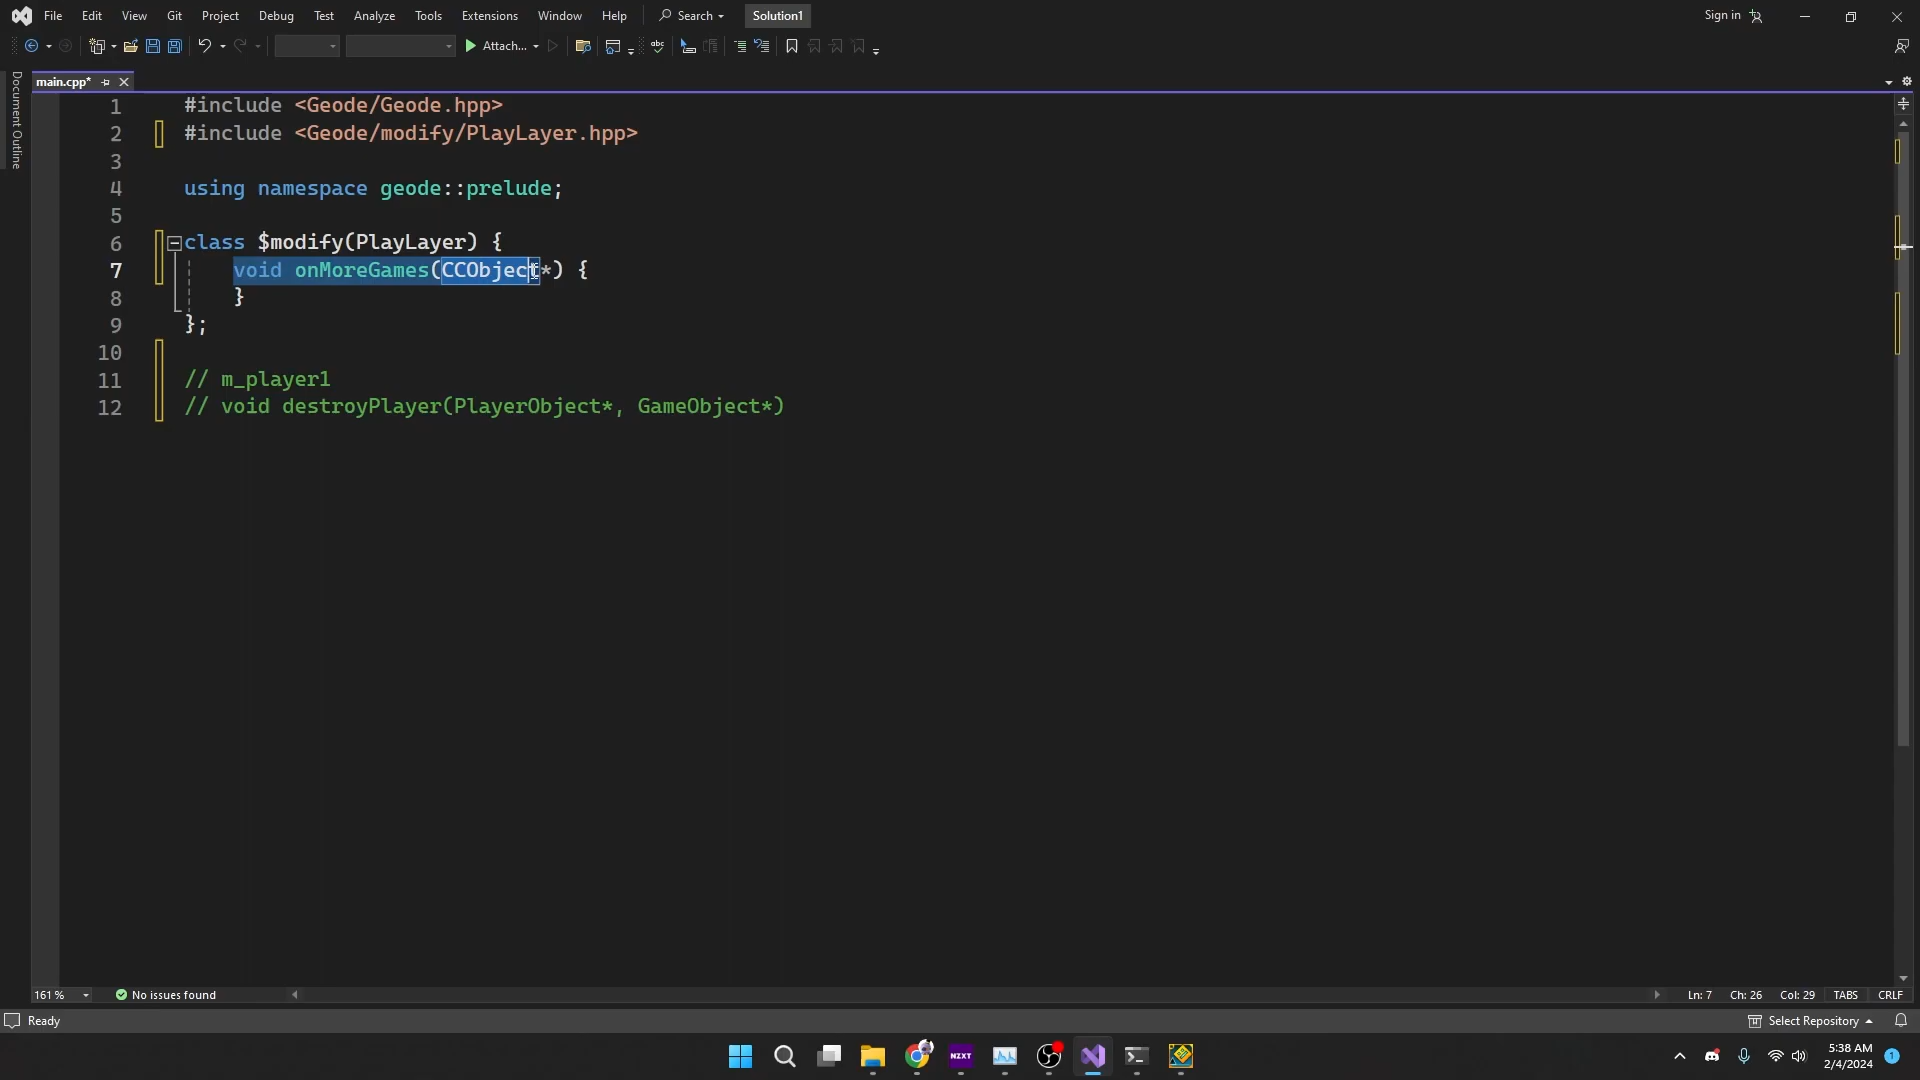 File Edit View Git Project Debug Test Analyze Tools Extensions Window Help Search Solution1 Sign in
Attach...
main.cpp*
Document Outline
1 #include <Geode/Geode.hpp>
2 #include <Geode/modify/PlayLayer.hpp>
3
4 using namespace geode::prelude;
5
6 class $modify(PlayLayer) {
7 void onMoreGames(CCObject*) {
8 }
9 };
10
11 // m_player1
12 // void destroyPlayer(PlayerObject*, GameObject*)
161 % No issues found Ln: 7 Ch: 26 Col: 29 TABS CRLF
Ready Select Repository
NZXT
5:38 AM
2/4/2024
1